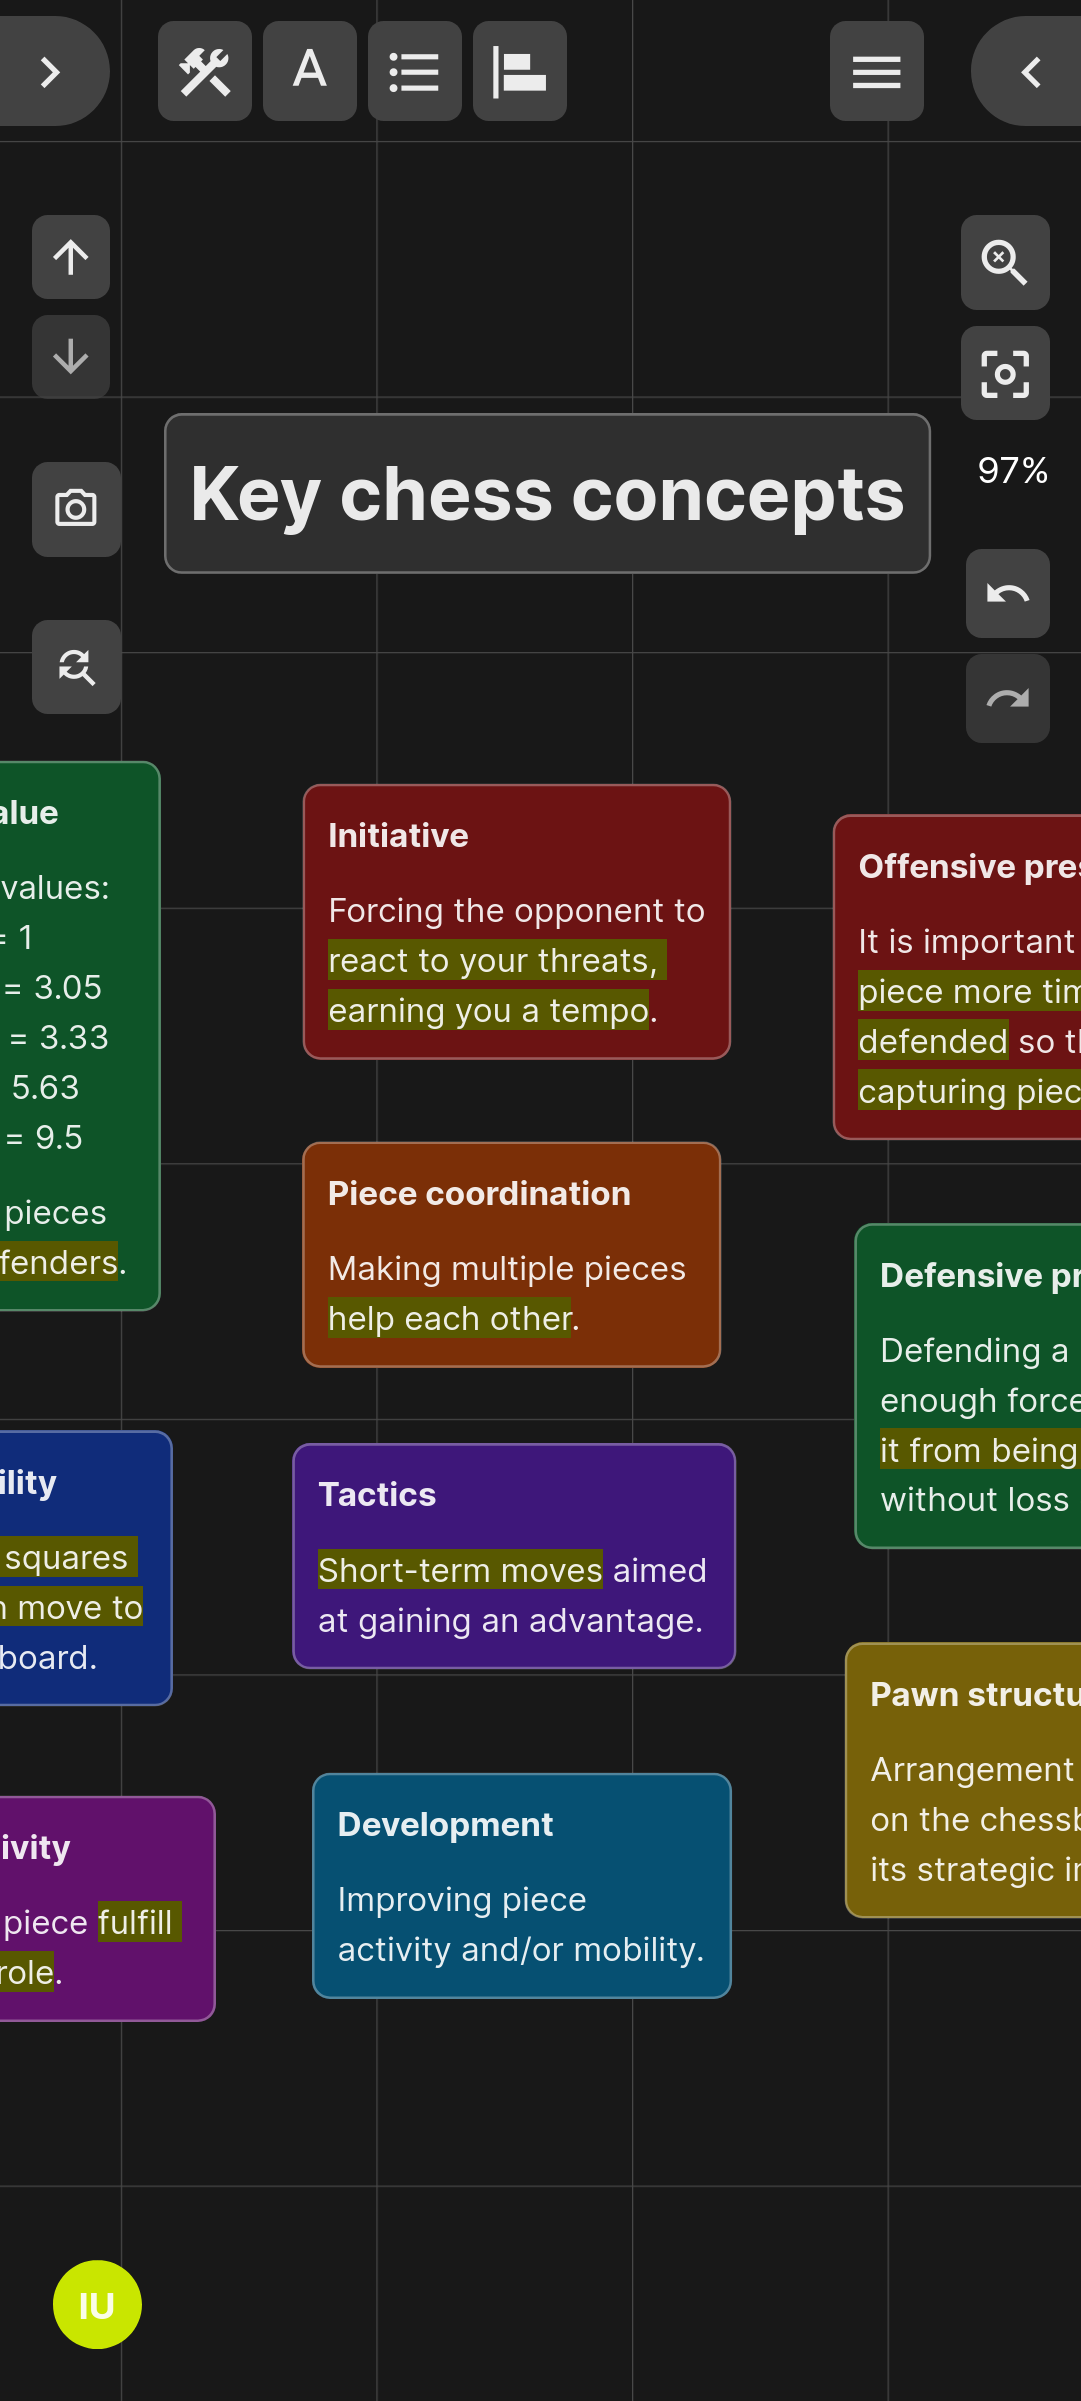 A
97%
Key chess concepts
alue
values:
= 1
= 3.05
= 3.33
5.63
= 9.5
pieces
fenders.
ility
squares
move to
board.
ivity
piece fulfill
role.
Initiative
Forcing the opponent to
react to your threats,
earning you a tempo.
Piece coordination
Making multiple pieces
help each other.
Tactics
Short-term moves aimed
at gaining an advantage.
Development
Improving piece
activity and/or mobility.
Offensive pres
It is important
piece more tim
defended so th
capturing piec
Defensive pr
Defending a
enough force
it from being
without loss
Pawn structu
Arrangement
on the chessb
its strategic in
IU